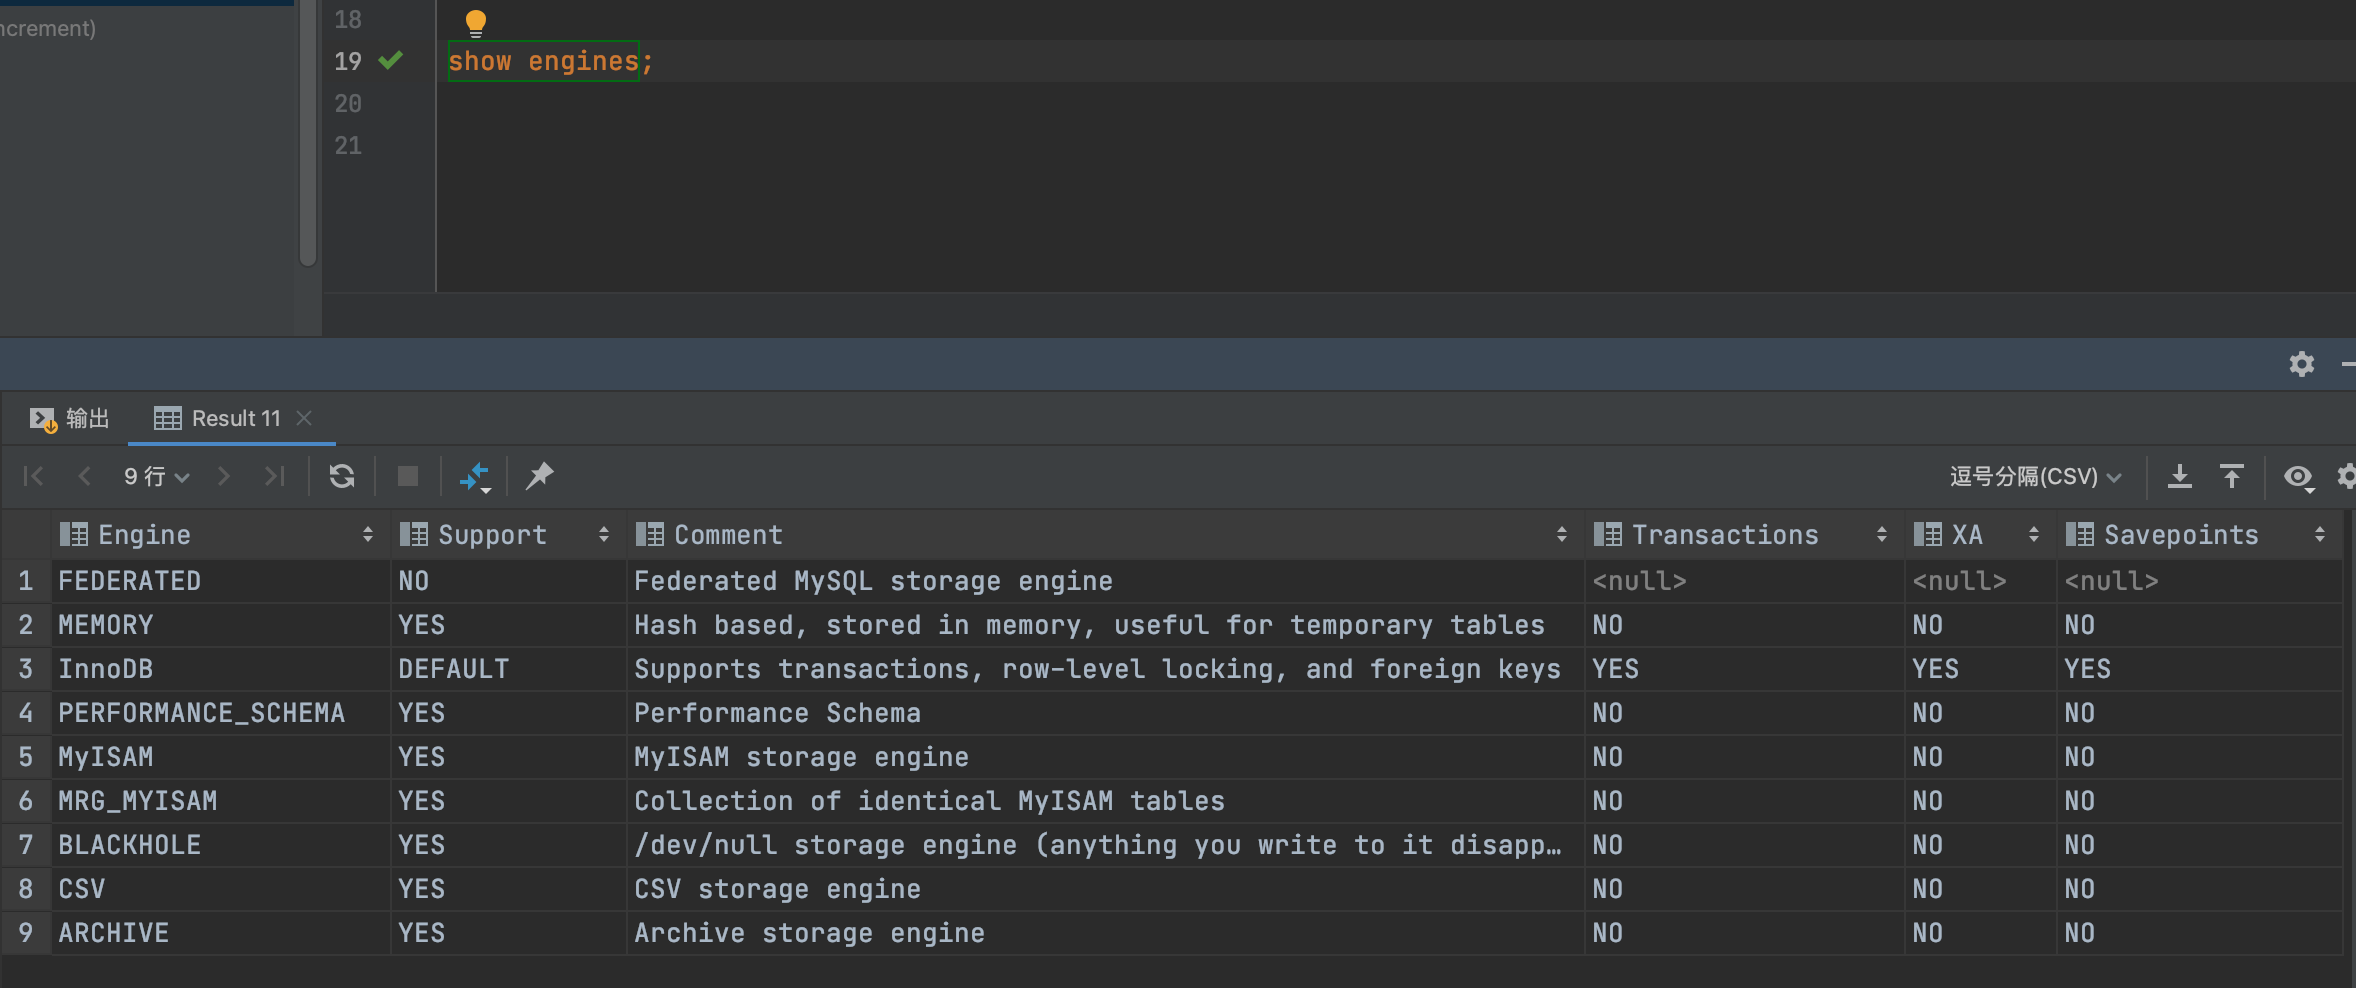 ncrement)
18
19 show engines;
20
21
输出 Result 11
9 行 逗号分隔(CSV)
Engine Support Comment Transactions XA Savepoints
1 FEDERATED NO Federated MySQL storage engine <null> <null> <null>
2 MEMORY YES Hash based, stored in memory, useful for temporary tables NO NO NO
3 InnoDB DEFAULT Supports transactions, row-level locking, and foreign keys YES YES YES
4 PERFORMANCE_SCHEMA YES Performance Schema NO NO NO
5 MyISAM YES MyISAM storage engine NO NO NO
6 MRG_MYISAM YES Collection of identical MyISAM tables NO NO NO
7 BLACKHOLE YES /dev/null storage engine (anything you write to it disapp… NO NO NO
8 CSV YES CSV storage engine NO NO NO
9 ARCHIVE YES Archive storage engine NO NO NO